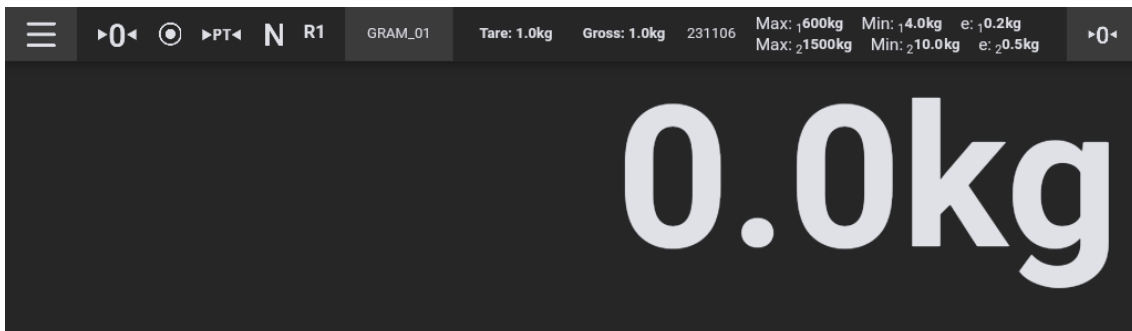 ▸0◂ ▸PT◂ N R1 GRAM_01 Tare: 1.0kg Gross: 1.0kg 231106 Max: ₁600kg Min: ₁4.0kg e: ₁0.2kg ▸0◂
Max: ₂1500kg Min: ₂10.0kg e: ₂0.5kg
0.0kg